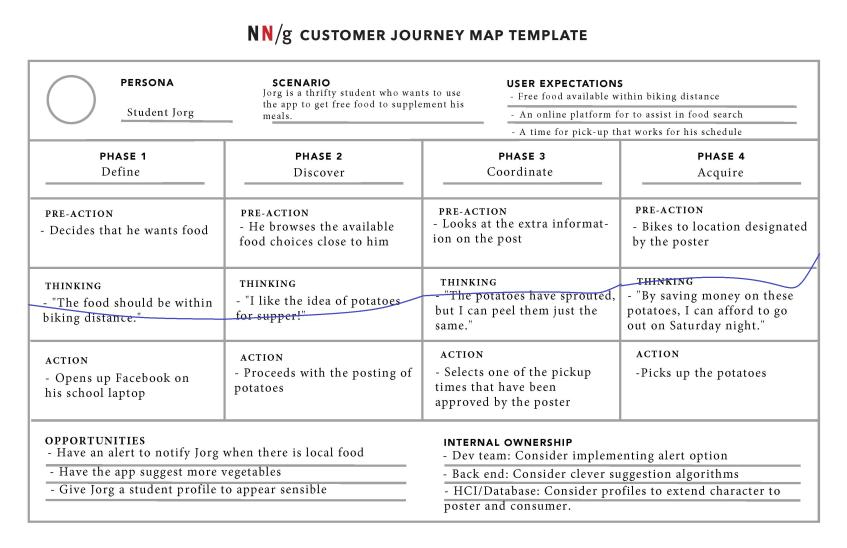 NN/g CUSTOMER JOURNEY MAP TEMPLATE
PERSONA
Student Jorg
SCENARIO
Jorg is a thrifty student who wants to use
the app to get free food to supplement his
meals.
USER EXPECTATIONS
- Free food available within biking distance
- An online platform for to assist in food search
- A time for pick-up that works for his schedule
PHASE 1
Define
PHASE 2
Discover
PHASE 3
Coordinate
PHASE 4
Acquire
PRE-ACTION
- Decides that he wants food
PRE-ACTION
- He browses the available
food choices close to him
PRE-ACTION
- Looks at the extra informat-
ion on the post
PRE-ACTION
- Bikes to location designated
by the poster
THINKING
- "The food should be within
biking distance."
THINKING
- "I like the idea of potatoes
for supper!"
THINKING
- "The potatoes have sprouted,
but I can peel them just the
same."
THINKING
- "By saving money on these
potatoes, I can afford to go
out on Saturday night."
ACTION
- Opens up Facebook on
his school laptop
ACTION
- Proceeds with the posting of
potatoes
ACTION
- Selects one of the pickup
times that have been
approved by the poster
ACTION
-Picks up the potatoes
OPPORTUNITIES
- Have an alert to notify Jorg when there is local food
- Have the app suggest more vegetables
- Give Jorg a student profile to appear sensible
INTERNAL OWNERSHIP
- Dev team: Consider implementing alert option
- Back end: Consider clever suggestion algorithms
- HCI/Database: Consider profiles to extend character to
poster and consumer.